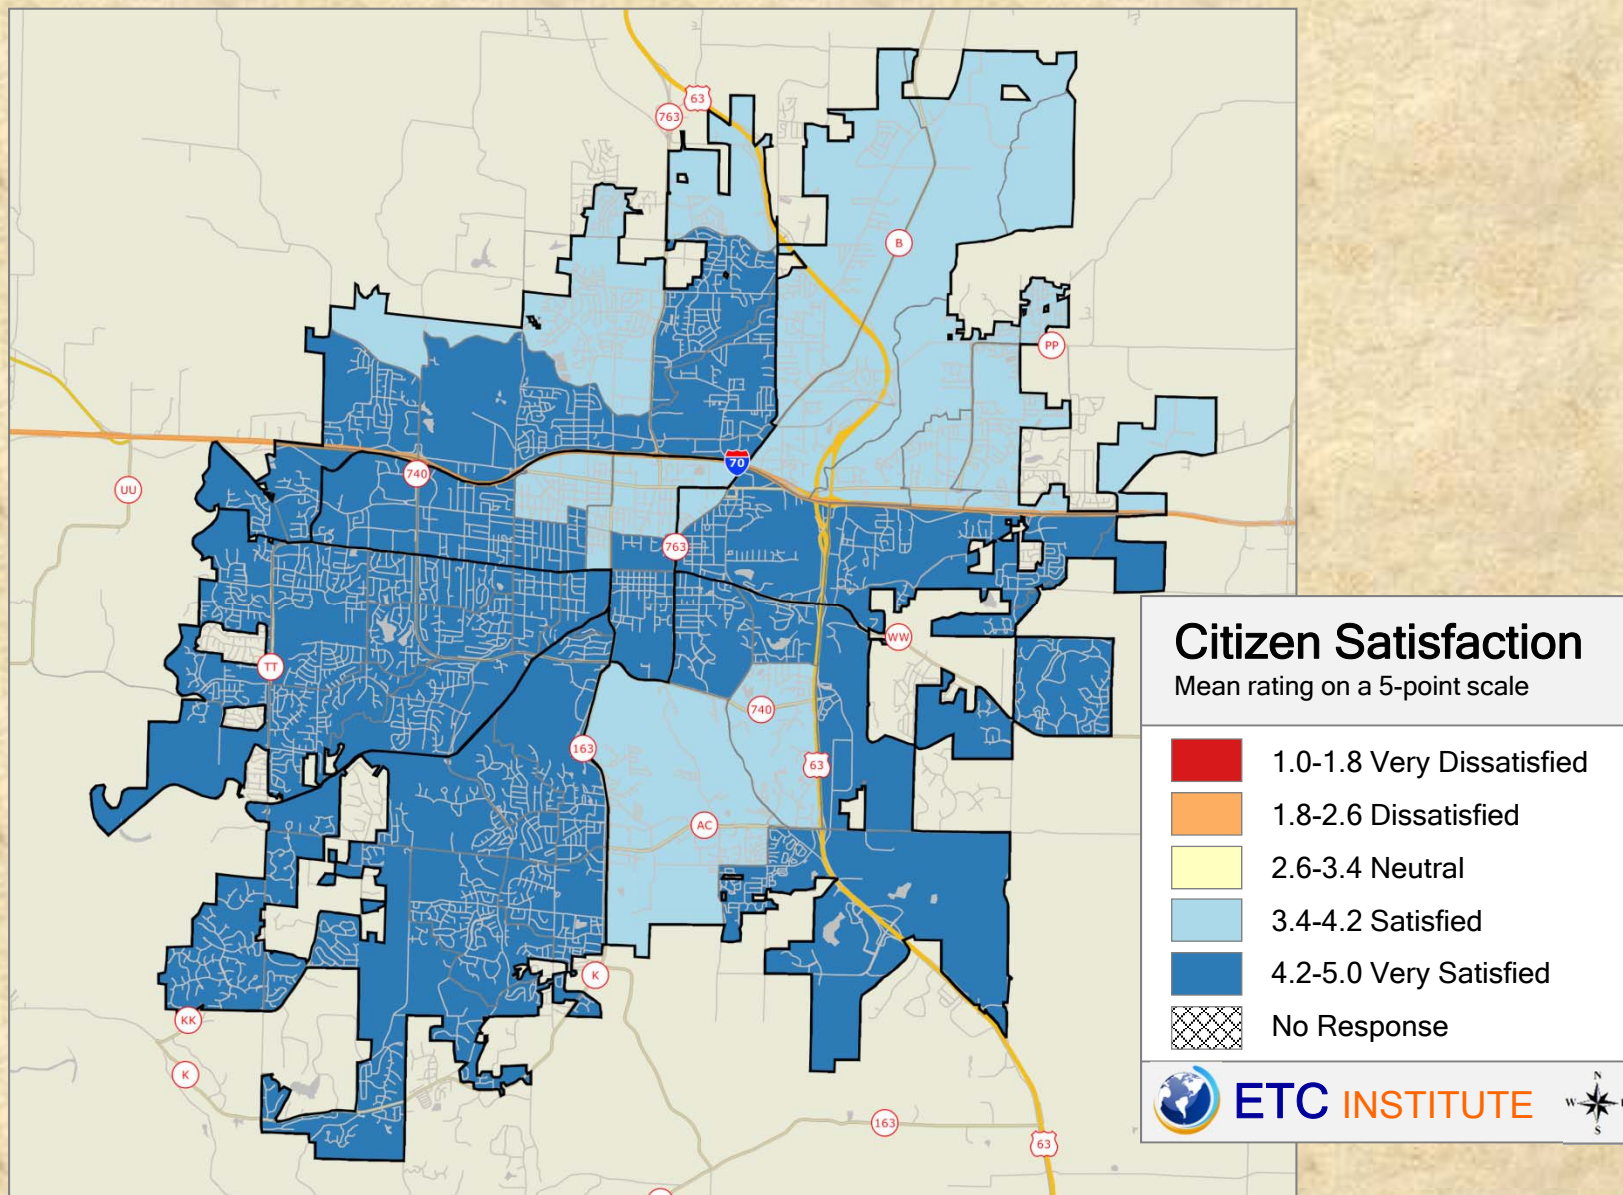 63
763
B
PP
740
70
UU
763
WW
TT
740
163
63
AC
K
KK
K
163
63
Citizen Satisfaction
Mean rating on a 5-point scale
1.0-1.8 Very Dissatisfied
1.8-2.6 Dissatisfied
2.6-3.4 Neutral
3.4-4.2 Satisfied
4.2-5.0 Very Satisfied
No Response
ETC INSTITUTE
N
W
S